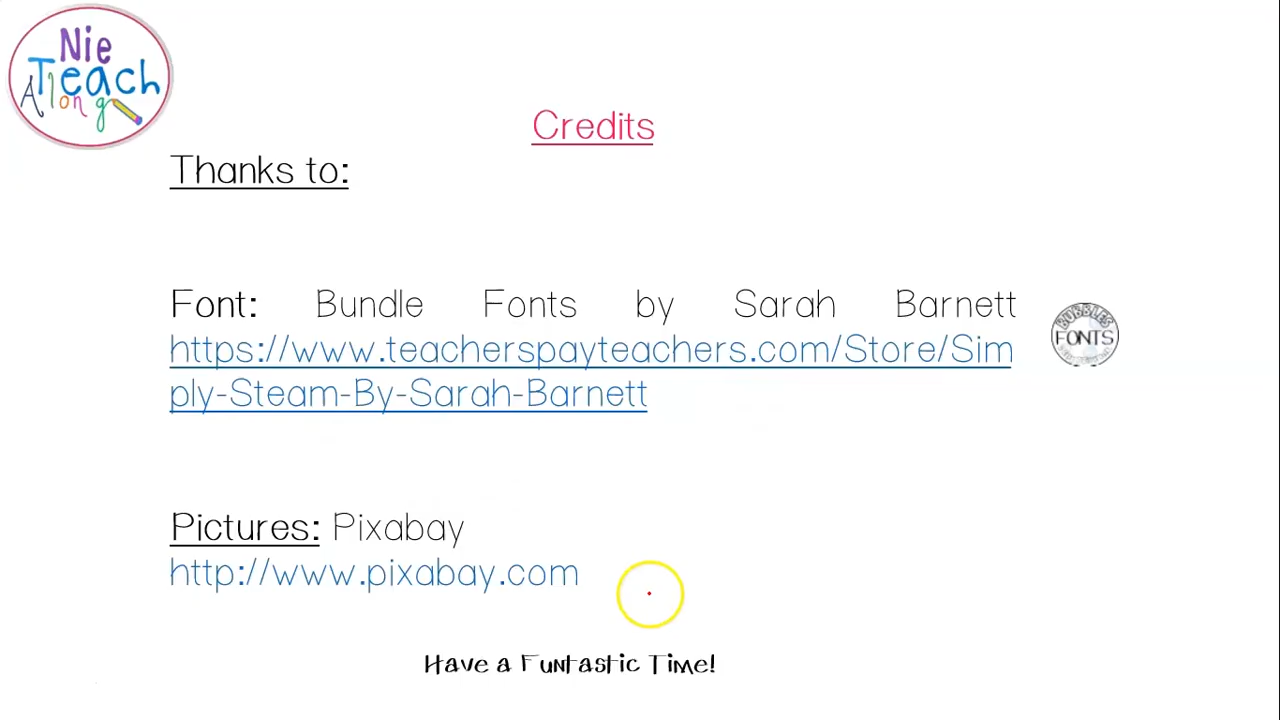 Nie
Teach
Along
Credits
Thanks to:
Font: Bundle Fonts by Sarah Barnett
https://www.teacherspayteachers.com/Store/Sim
ply-Steam-By-Sarah-Barnett
BUBBLES
FONTS
Pictures: Pixabay
http://www.pixabay.com
Have a Funtastic Time!